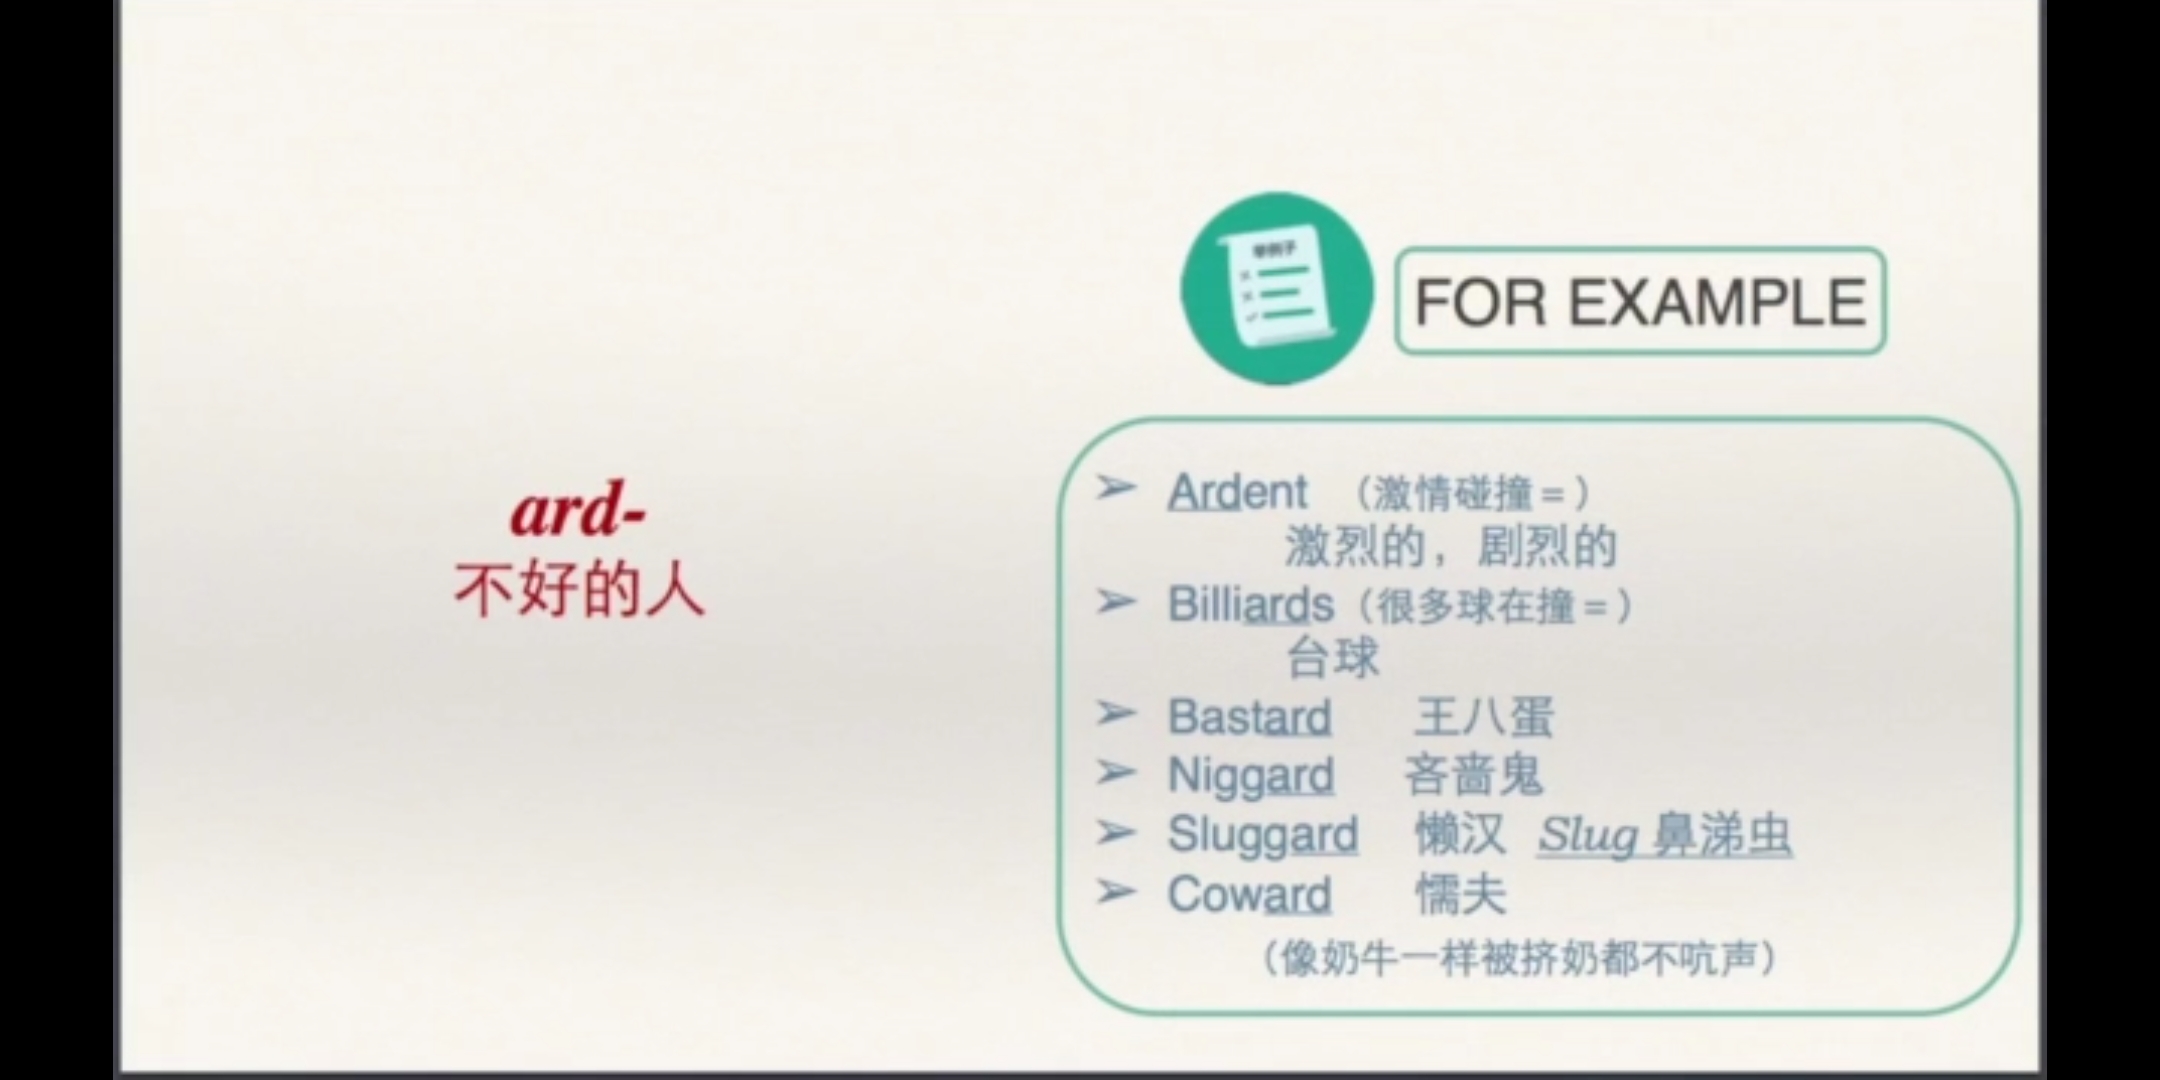 ard-
不好的人
举例子
FOR EXAMPLE
➢ Ardent （激情碰撞=）
激烈的，剧烈的
➢ Billiards（很多球在撞=）
台球
➢ Bastard 王八蛋
➢ Niggard 吝啬鬼
➢ Sluggard 懒汉 Slug 鼻涕虫
➢ Coward 懦夫
（像奶牛一样被挤奶都不吭声）